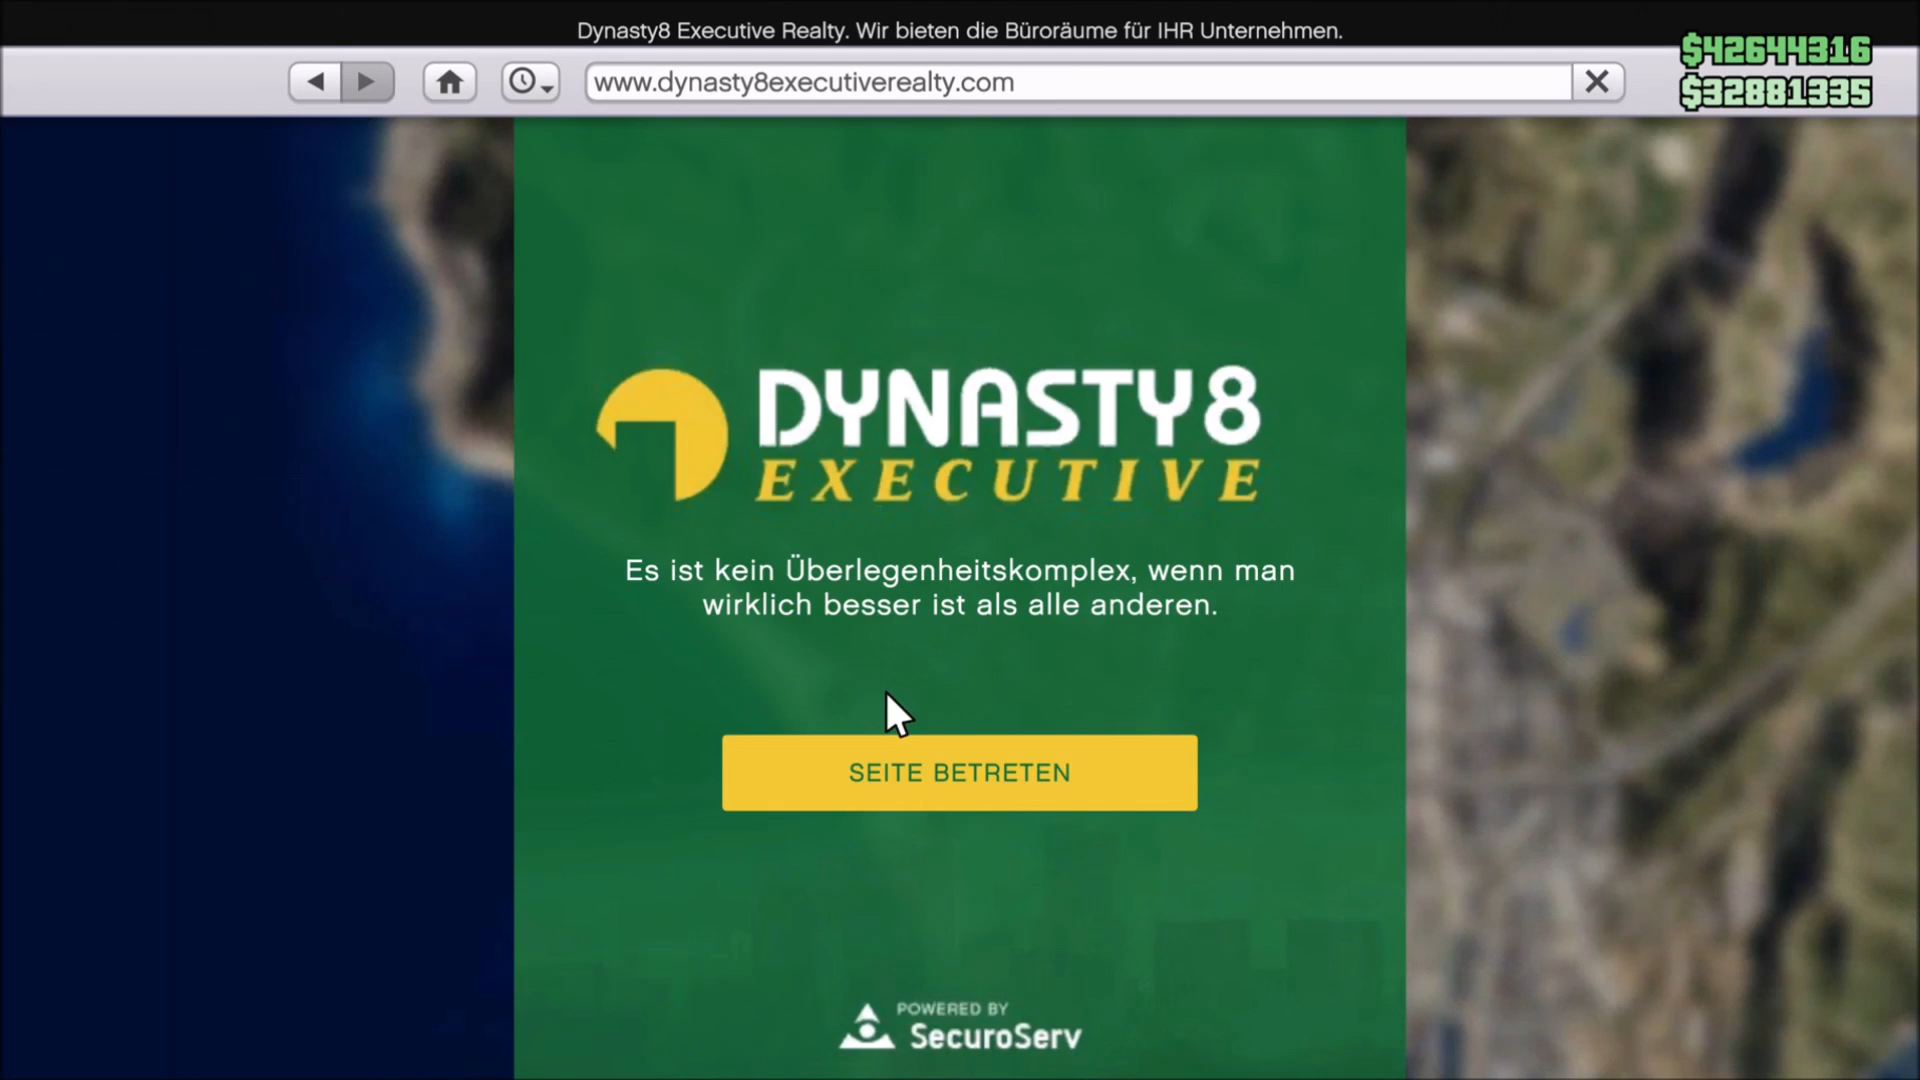 Dynasty8 Executive Realty. Wir bieten die Büroräume für IHR Unternehmen.
$42644316
www.dynasty8executiverealty.com
$32881335
DYNASTY8
EXECUTIVE
Es ist kein Überlegenheitskomplex, wenn man
wirklich besser ist als alle anderen.
SEITE BETRETEN
POWERED BY
SecuroServ